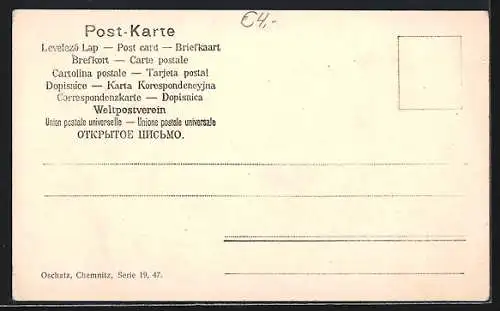 €4,-
Post-Karte
Levelező Lap — Post card — Briefkaart
Brefkort — Carte postale
Cartolina postale — Tarjeta postal
Dopisnice — Karta Korespondencyjna
Correspondenzkarte — Dopisnica
Weltpostverein
Union postale universelle — Unione postale universale
ОТКРЫТОЕ ПИСЬМО.
Oschatz, Chemnitz, Serie 19, 47.